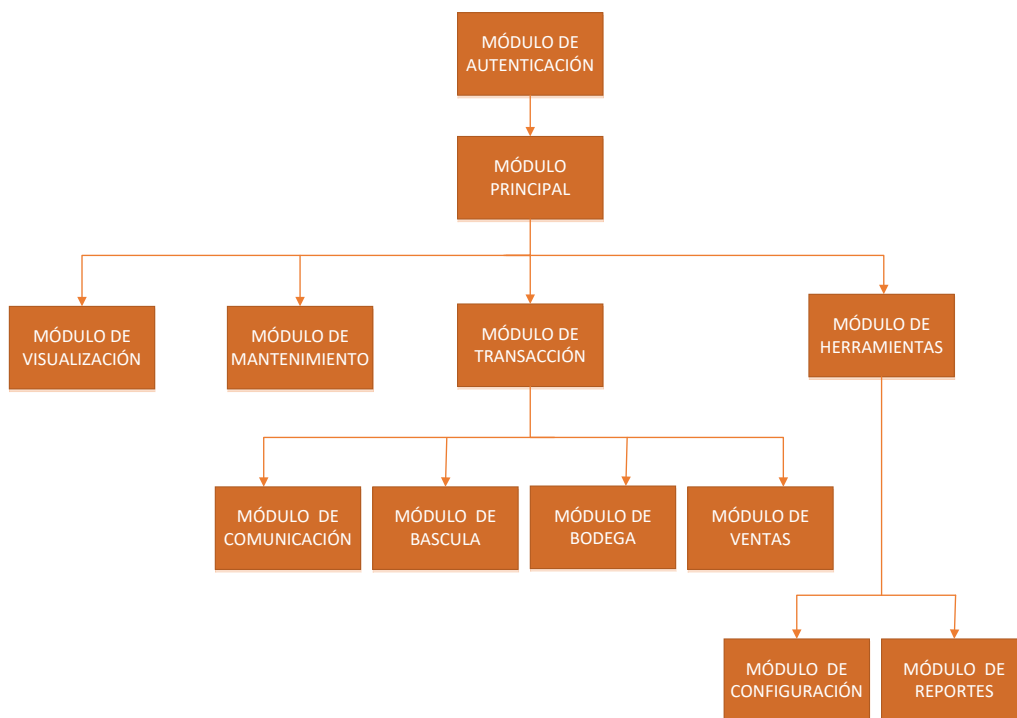 MÓDULO DE
AUTENTICACIÓN
MÓDULO
PRINCIPAL
MÓDULO DE
VISUALIZACIÓN
MÓDULO DE
MANTENIMIENTO
MÓDULO DE
TRANSACCIÓN
MÓDULO DE
HERRAMIENTAS
MÓDULO DE
COMUNICACIÓN
MÓDULO DE
BASCULA
MÓDULO DE
BODEGA
MÓDULO DE
VENTAS
MÓDULO DE
CONFIGURACIÓN
MÓDULO DE
REPORTES